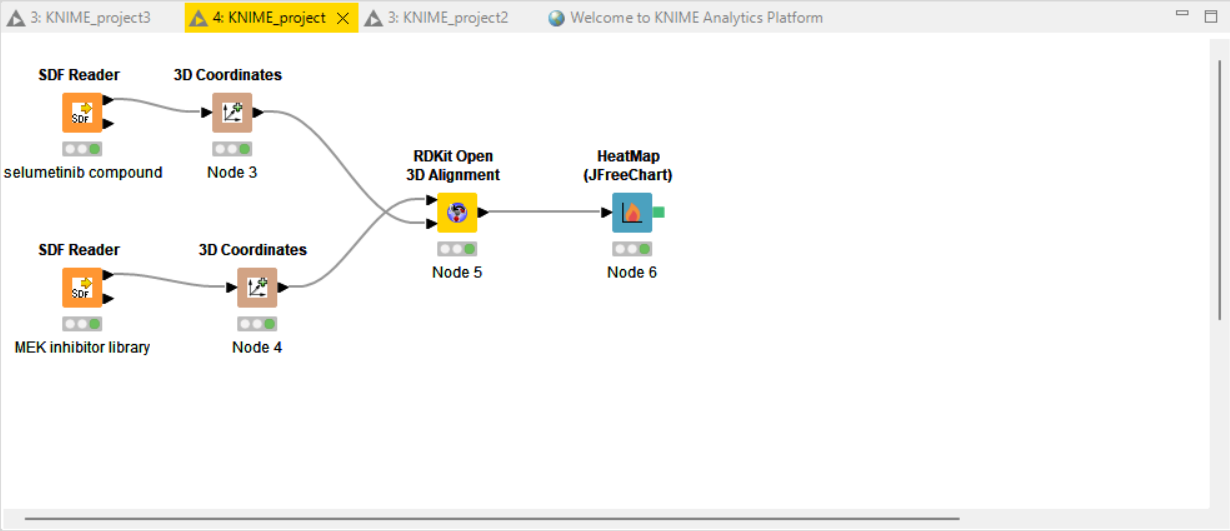 3: KNIME_project3
4: KNIME_project
3: KNIME_project2
Welcome to KNIME Analytics Platform
SDF Reader
3D Coordinates
SDF
selumetinib compound
Node 3
RDKit Open
3D Alignment
HeatMap
(JFreeChart)
Node 5
Node 6
SDF Reader
3D Coordinates
SDF
MEK inhibitor library
Node 4